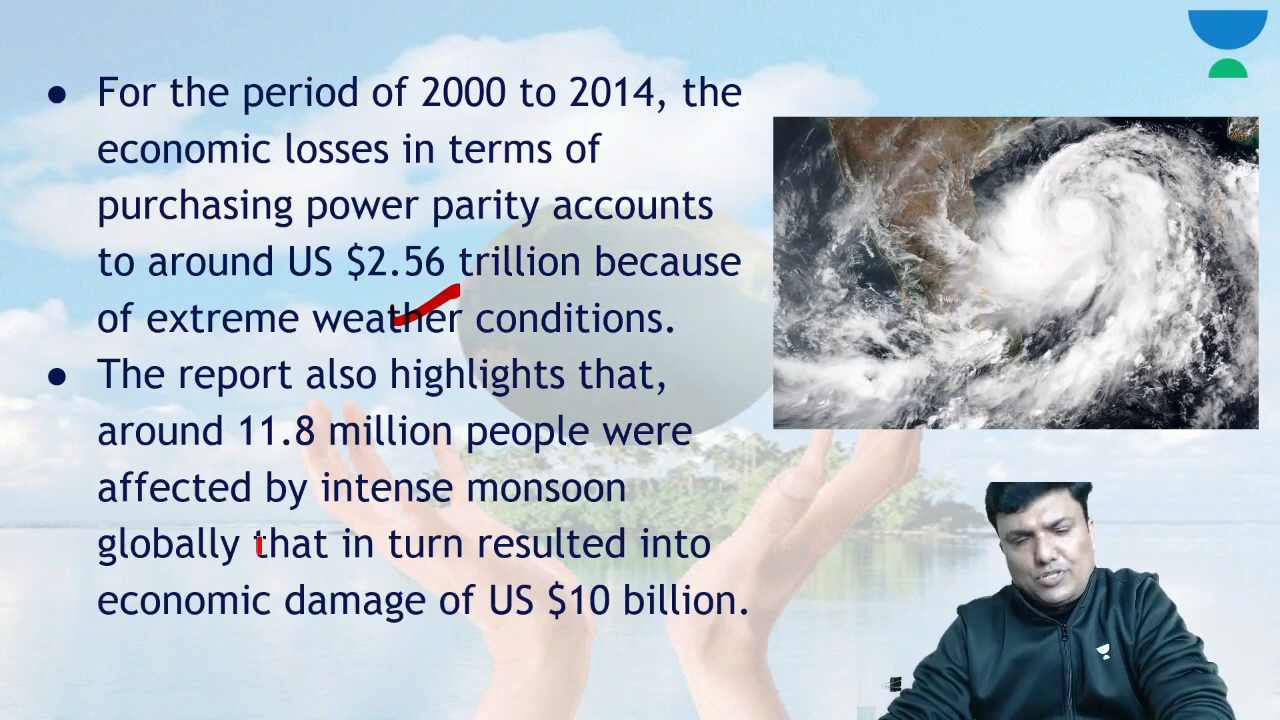 ● For the period of 2000 to 2014, the
economic losses in terms of
purchasing power parity accounts
to around US $2.56 trillion because
of extreme weather conditions.
● The report also highlights that,
around 11.8 million people were
affected by intense monsoon
globally that in turn resulted into
economic damage of US $10 billion.